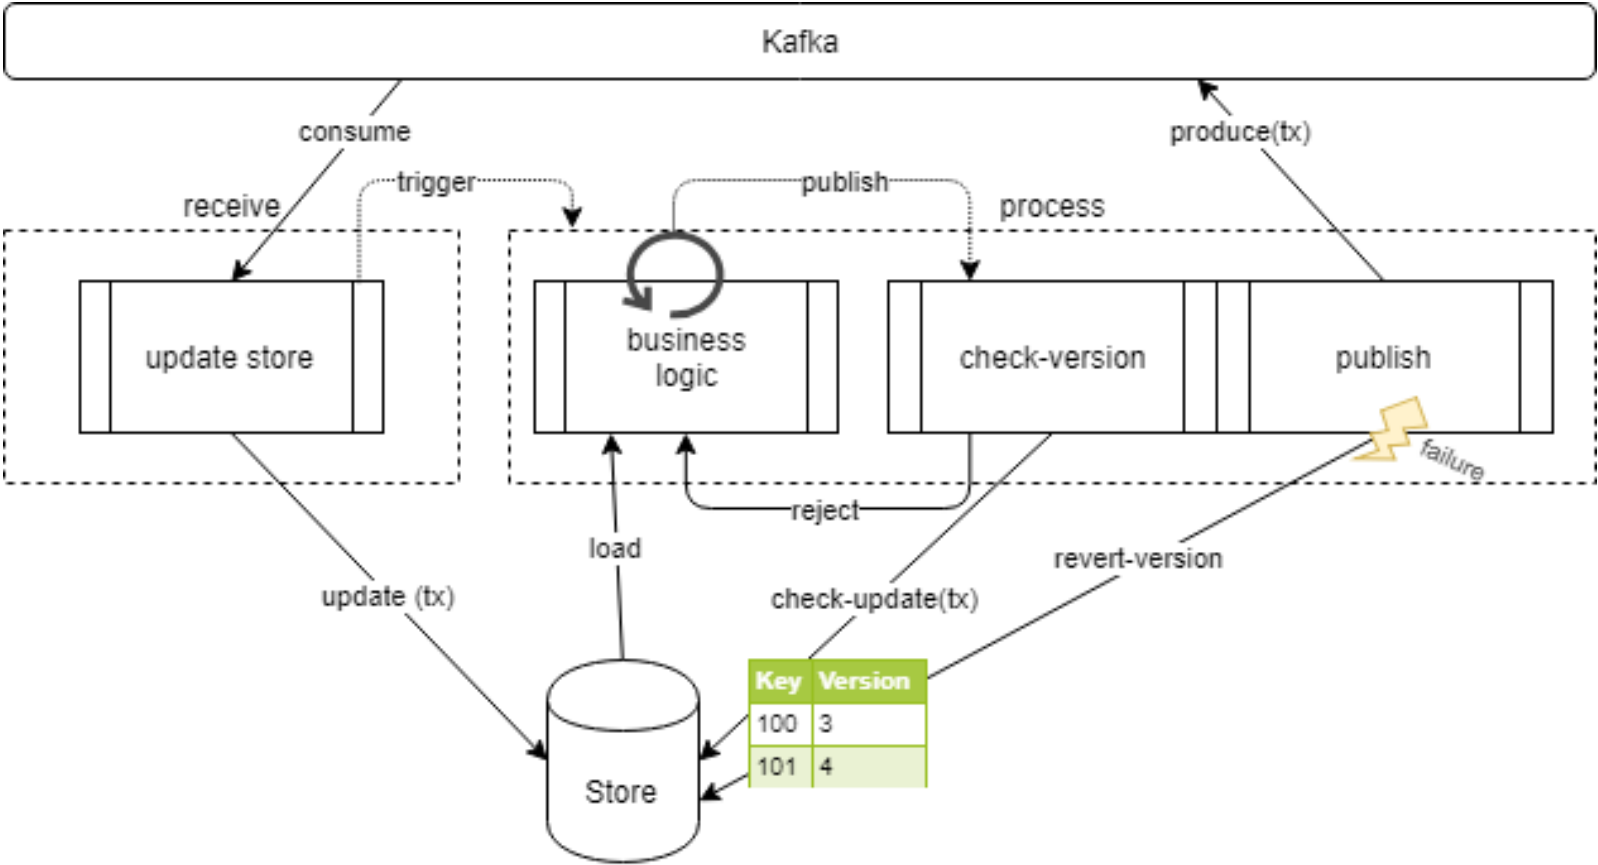 Kafka
consume
produce(tx)
trigger
publish
receive
process
update store
business
logic
check-version
publish
failure
reject
load
revert-version
update (tx)
check-update(tx)
Key Version
100 3
101 4
Store